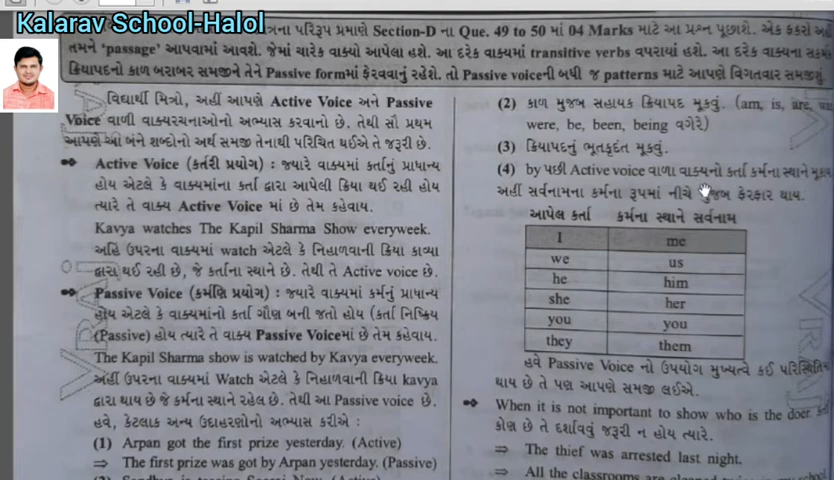 Kalarav School-Halol
ત્રના પરિરૂપ પ્રમાણે Section-D ના Que. 49 to 50 માં 04 Marks માટે આ પ્રશ્ન પૂછાશે. એક ફકરો અહીં
તમને 'passage' આપવામાં આવશે. જેમાં ચારેક વાક્યો આપેલા હશે. આ દરેક વાક્યમાં transitive verbs વપરાયાં હશે. આ દરેક વાક્યના સકર્મક
ક્રિયાપદનો કાળ બરાબર સમજીને તેને Passive formમાં ફેરવવાનું રહેશે. તો Passive voiceની બધી જ patterns માટે આપણે વિગતવાર સમજીશું
વિદ્યાર્થી મિત્રો, અહીં આપણે Active Voice અને Passive
Voice વાળી વાક્યરચનાઓનો અભ્યાસ કરવાનો છે. તેથી સૌ પ્રથમ
આપણે આ બંને શબ્દોનો અર્થ સમજી તેનાથી પરિચિત થઈએ તે જરૂરી છે.
Active Voice (કર્તરી પ્રયોગ) : જ્યારે વાક્યમાં કર્તાનું પ્રાધાન્ય
હોય એટલે કે વાક્યમાંના કર્તા દ્વારા આપેલી ક્રિયા થઈ રહી હોય
ત્યારે તે વાક્ય Active Voice માં છે તેમ કહેવાય.
Kavya watches The Kapil Sharma Show everyweek.
અહિ ઉપરના વાક્યમાં watch એટલે કે નિહાળવાની ક્રિયા કાવ્યા
દ્વારા થઈ રહી છે, જે કર્તાના સ્થાને છે. તેથી તે Active voice છે.
Passive Voice (કર્મણિ પ્રયોગ) : જ્યારે વાક્યમાં કર્મનું પ્રાધાન્ય
હોય એટલે કે વાક્યમાંનો કર્તા ગૌણ બની જતો હોય (કર્તા નિષ્ક્રિય
(Passive) હોય ત્યારે તે વાક્ય Passive Voiceમાં છે તેમ કહેવાય.
The Kapil Sharma show is watched by Kavya everyweek.
અહીં ઉપરના વાક્યમાં Watch એટલે કે નિહાળવાની ક્રિયા kavya
દ્વારા થાય છે જે કર્મના સ્થાને રહેલ છે. તેથી આ Passive voice છે.
હવે, કેટલાક અન્ય ઉદાહરણોનો અભ્યાસ કરીએ :
(1) Arpan got the first prize yesterday. (Active)
⇒ The first prize was got by Arpan yesterday. (Passive)
(2) કાળ મુજબ સહાયક ક્રિયાપદ મૂકવું. (am, is, are, was
were, be, been, being વગેરે)
(3) ક્રિયાપદનું ભૂતકૃદંત મૂકવું.
(4) by પછી Active voice વાળા વાક્યનો કર્તા કર્મના સ્થાને મૂકવો
અહીં સર્વનામના કર્મના રૂપમાં નીચે મુજબ ફેરફાર થાય.
આપેલ કર્તા કર્મના સ્થાને સર્વનામ
I me
we us
he him
she her
you you
they them
હવે Passive Voice નો ઉપયોગ મુખ્યત્વે કઈ પરિસ્થિતિમાં
થાય છે તે પણ આપણે સમજી લઈએ.
When it is not important to show who is the doer. કર્તા
કોણ છે તે દર્શાવવું જરૂરી ન હોય ત્યારે.
⇒ The thief was arrested last night.
⇒ All the classrooms are cleaned